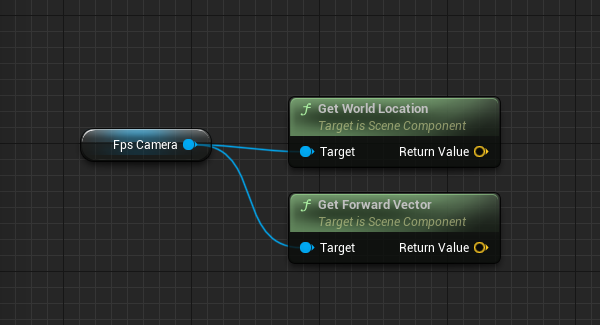 Fps Camera
f Get World Location
Target is Scene Component
Target Return Value
f Get Forward Vector
Target is Scene Component
Target Return Value